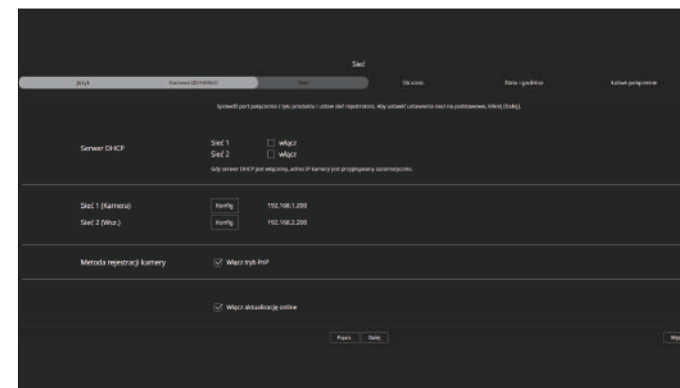 Sieć
Język
Sieć
Data i godzina
Łatwe połączenie
Sprawdź port połączenia z tyłu produktu i ustaw sieć rejestratora. Aby ustawić ustawienia sieci na podstawowe, kliknij [Dalej].
Serwer DHCP
Sieć 1 włącz
Sieć 2 włącz
Gdy serwer DHCP jest włączony, adres IP kamery jest przypisywany automatycznie.
Sieć 1 (Kamera) Konfig 192.168.1.200
Sieć 2 (Wsz.) Konfig 192.168.2.200
Metoda rejestracji kamery Włącz tryb PnP
Włącz aktualizację online
Poprz. Dalej